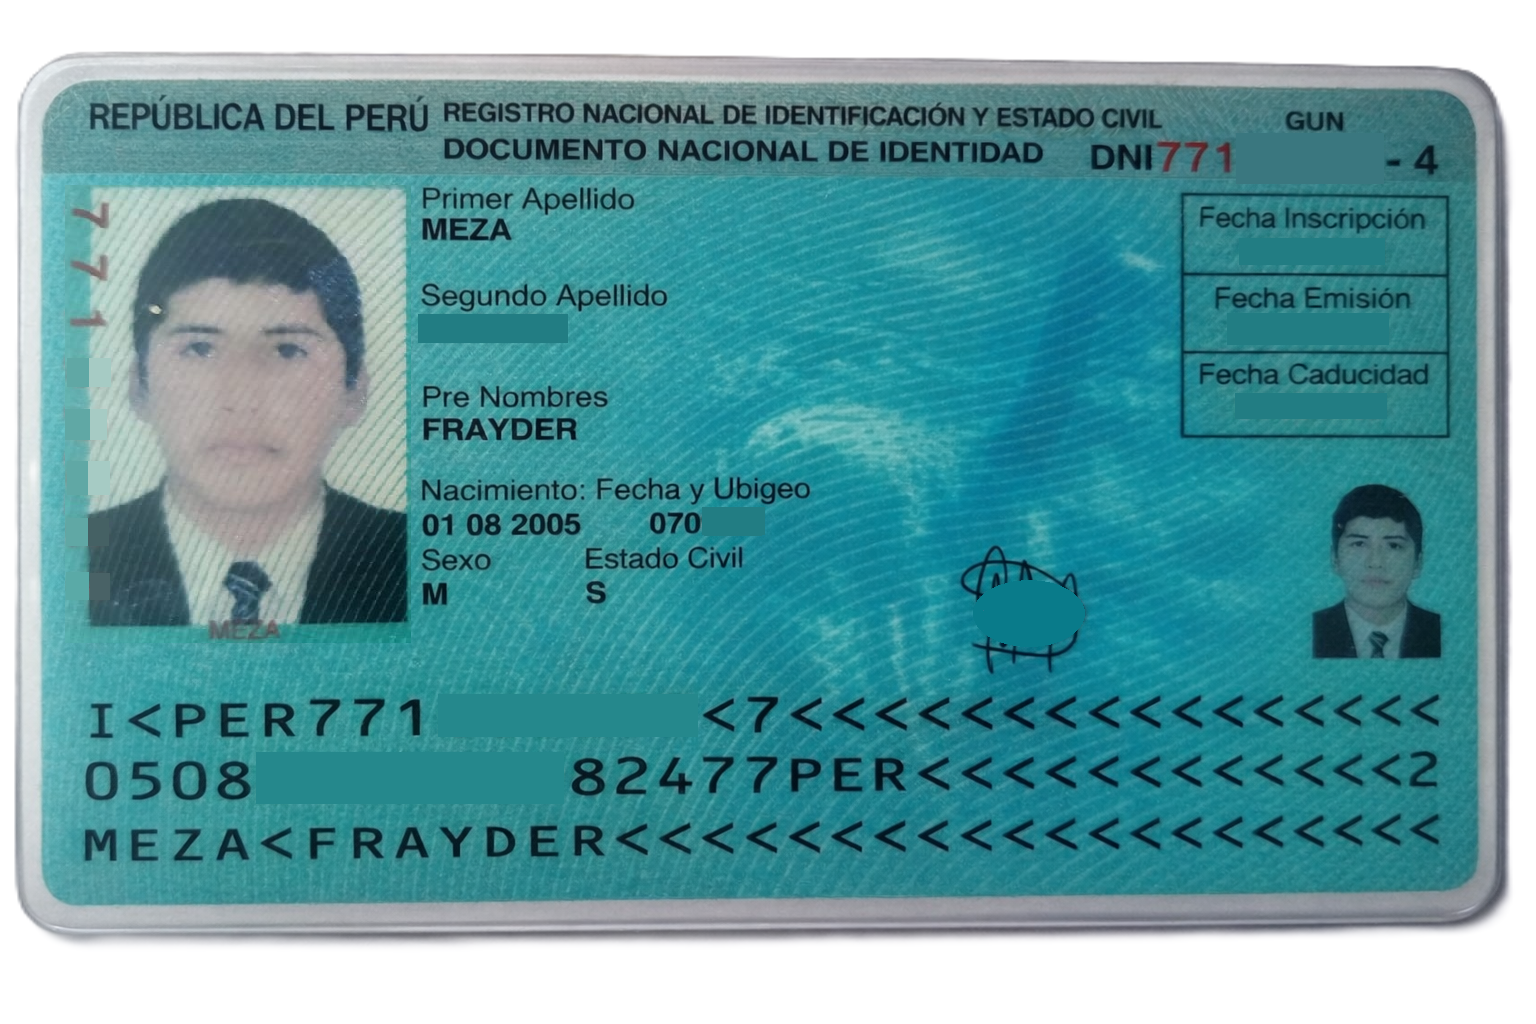 REPÚBLICA DEL PERÚ REGISTRO NACIONAL DE IDENTIFICACIÓN Y ESTADO CIVIL GUN
DOCUMENTO NACIONAL DE IDENTIDAD DNI771 - 4
771
Primer Apellido
MEZA
Segundo Apellido
Pre Nombres
FRAYDER
Nacimiento: Fecha y Ubigeo
01 08 2005 070
Sexo Estado Civil
M S
MEZA
Fecha Inscripción
Fecha Emisión
Fecha Caducidad
I<PER771 <7<<<<<<<<<<<<<<<
0508 82477PER<<<<<<<<<<<2
MEZA<FRAYDER<<<<<<<<<<<<<<<<<<